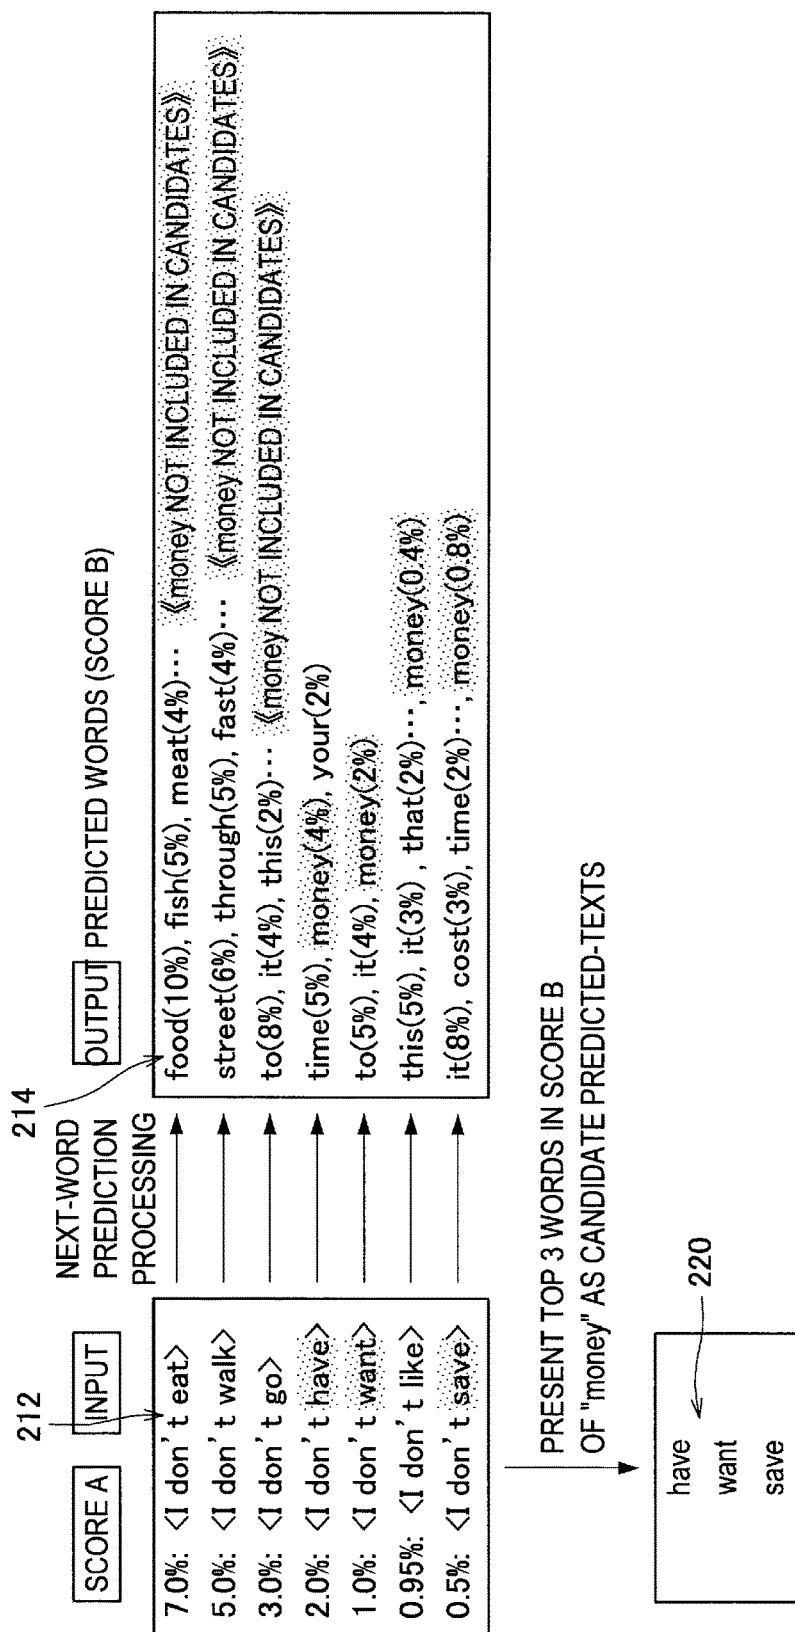 214
212
NEXT-WORD
PREDICTION
PROCESSING
SCORE A
INPUT
OUTPUT PREDICTED WORDS (SCORE B)
7.0%: 〈I don't eat〉
food(10%), fish(5%), meat(4%)… 《money NOT INCLUDED IN CANDIDATES》
5.0%: 〈I don't walk〉
street(6%), through(5%), fast(4%)… 《money NOT INCLUDED IN CANDIDATES》
3.0%: 〈I don't go〉
to(8%), it(4%), this(2%)… 《money NOT INCLUDED IN CANDIDATES》
2.0%: 〈I don't have〉
time(5%), money(4%), your(2%)
1.0%: 〈I don't want〉
to(5%), it(4%), money(2%)
0.95%: 〈I don't like〉
this(5%), it(3%) , that(2%)…, money(0.4%)
0.5%: 〈I don't save〉
it(8%), cost(3%), time(2%)…, money(0.8%)
PRESENT TOP 3 WORDS IN SCORE B
OF "money" AS CANDIDATE PREDICTED-TEXTS
220
have
want
save